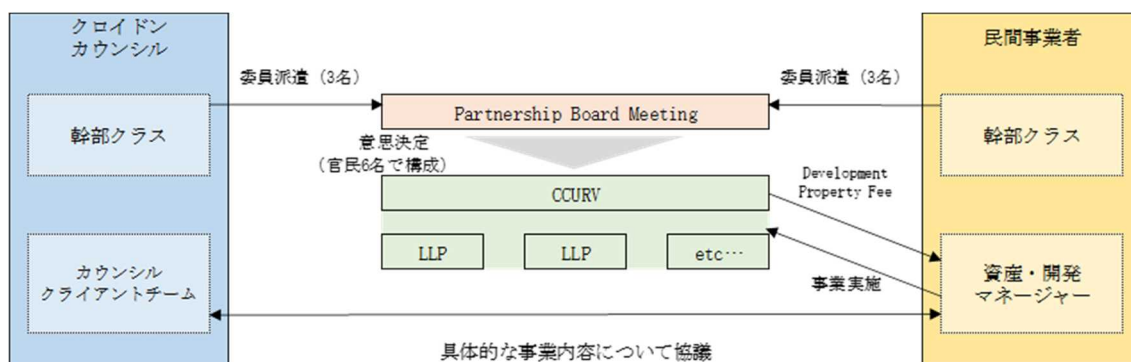 クロイドン
カウンシル
民間事業者
委員派遣（3名）
委員派遣（3名）
幹部クラス
Partnership Board Meeting
幹部クラス
意思決定
（官民6名で構成）
Development
Property Fee
CCURV
LLP
LLP
etc…
カウンシル
クライアントチーム
資産・開発
マネージャー
事業実施
具体的な事業内容について協議